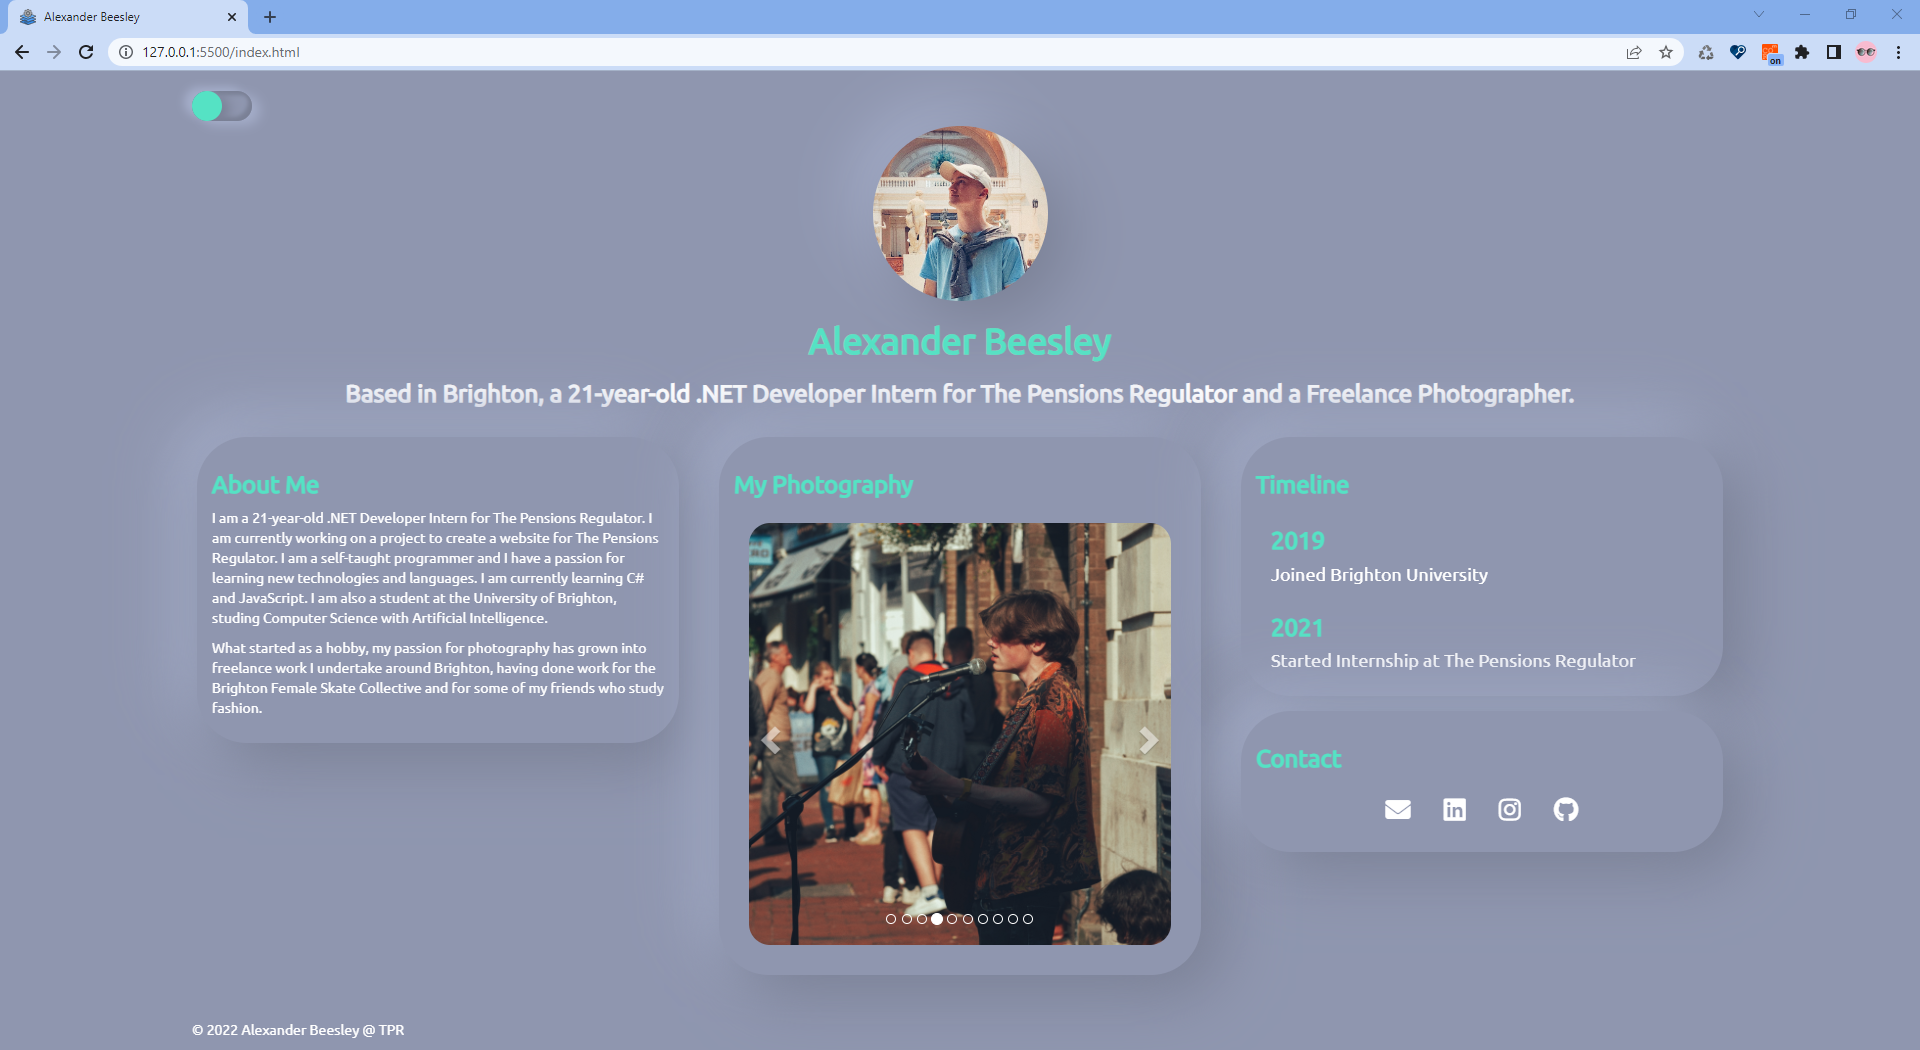 Alexander Beesley
127.0.0.1:5500/index.html
on
Alexander Beesley
Based in Brighton, a 21-year-old .NET Developer Intern for The Pensions Regulator and a Freelance Photographer.
About Me
I am a 21-year-old .NET Developer Intern for The Pensions Regulator. I
am currently working on a project to create a website for The Pensions
Regulator. I am a self-taught programmer and I have a passion for
learning new technologies and languages. I am currently learning C#
and JavaScript. I am also a student at the University of Brighton,
studing Computer Science with Artificial Intelligence.
What started as a hobby, my passion for photography has grown into
freelance work I undertake around Brighton, having done work for the
Brighton Female Skate Collective and for some of my friends who study
fashion.
My Photography
Timeline
2019
Joined Brighton University
2021
Started Internship at The Pensions Regulator
Contact
in
© 2022 Alexander Beesley @ TPR